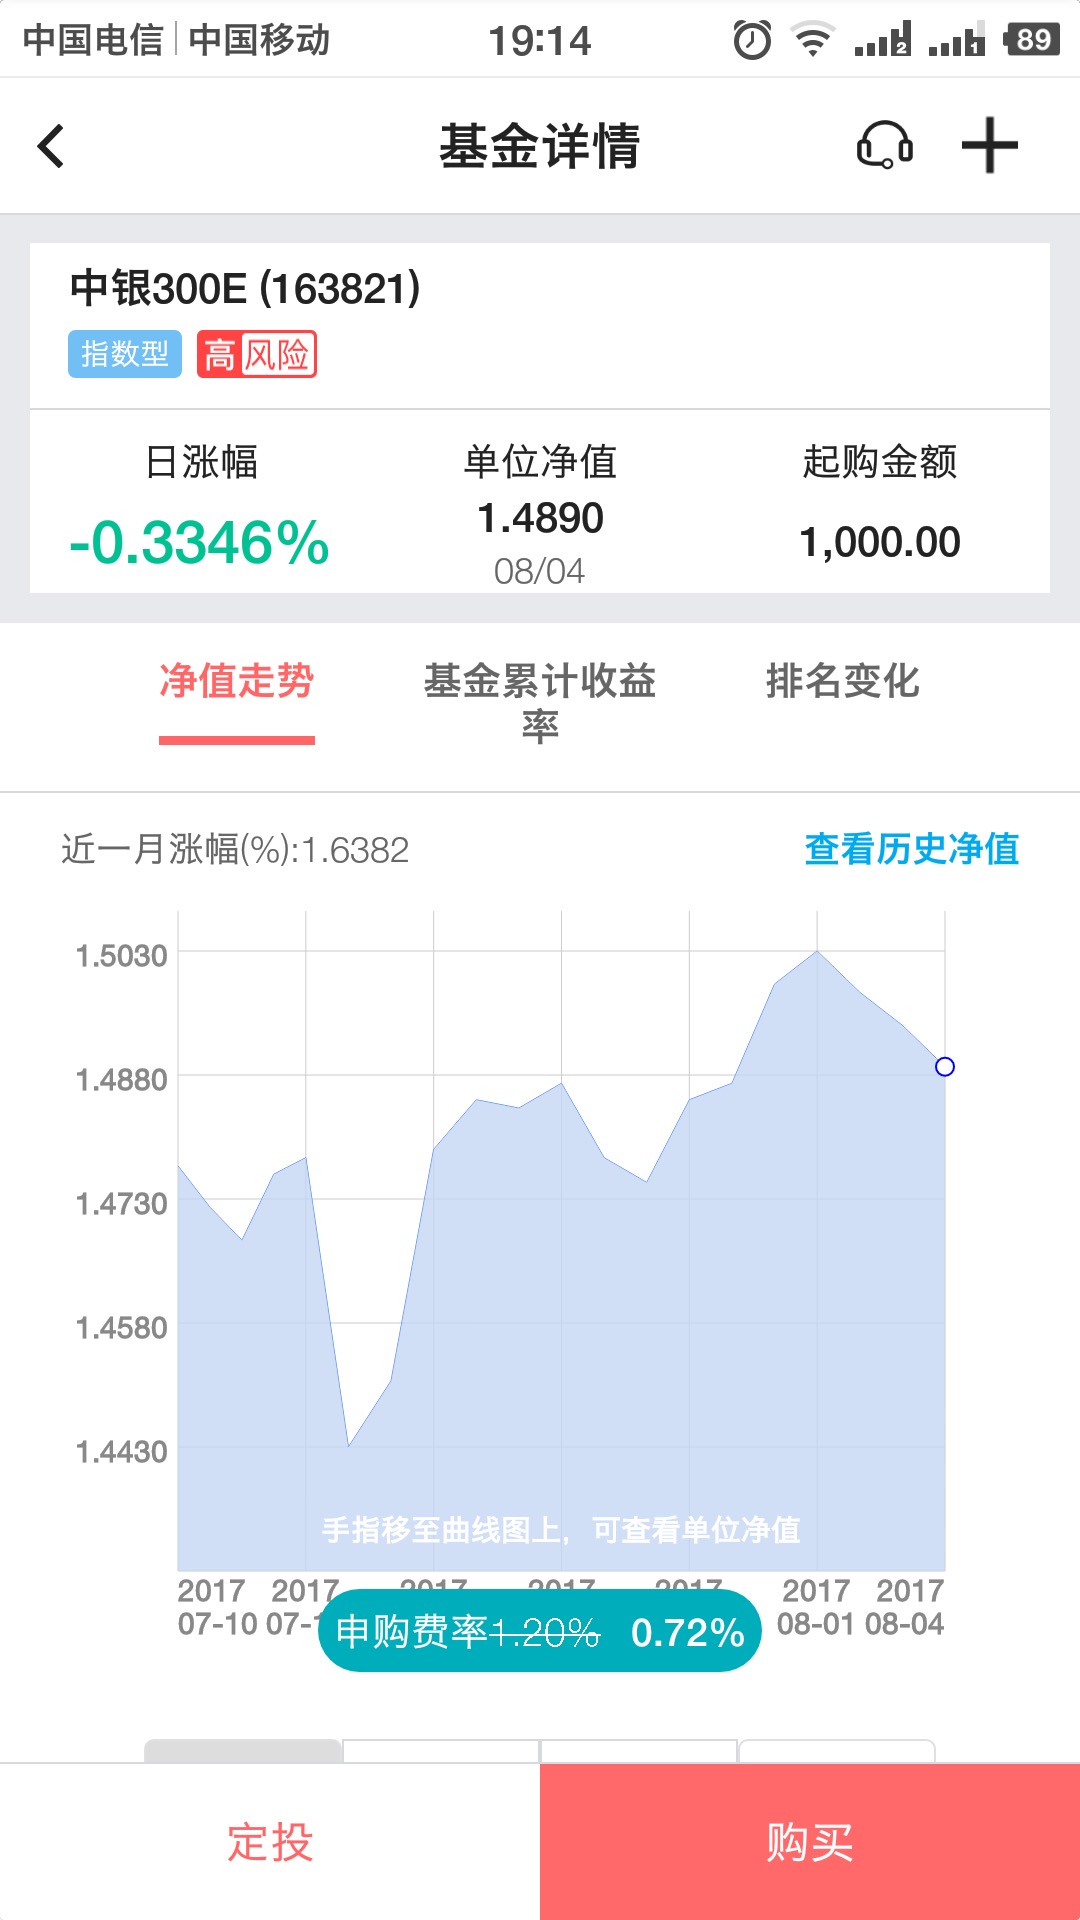 中国电信 中国移动 19:14 2 1 89
基金详情
中银300E (163821)
指数型 高 风险
日涨幅 单位净值 起购金额
-0.3346% 1.4890 1,000.00
08/04
净值走势 基金累计收益率 排名变化
近一月涨幅(%):1.6382 查看历史净值
1.5030
1.4880
1.4730
1.4580
1.4430
手指移至曲线图上，可查看单位净值
2017 2017 2017 2017 2017 2017 2017
07-10 07-1 08-01 08-04
申购费率1.20% 0.72%
定投 购买